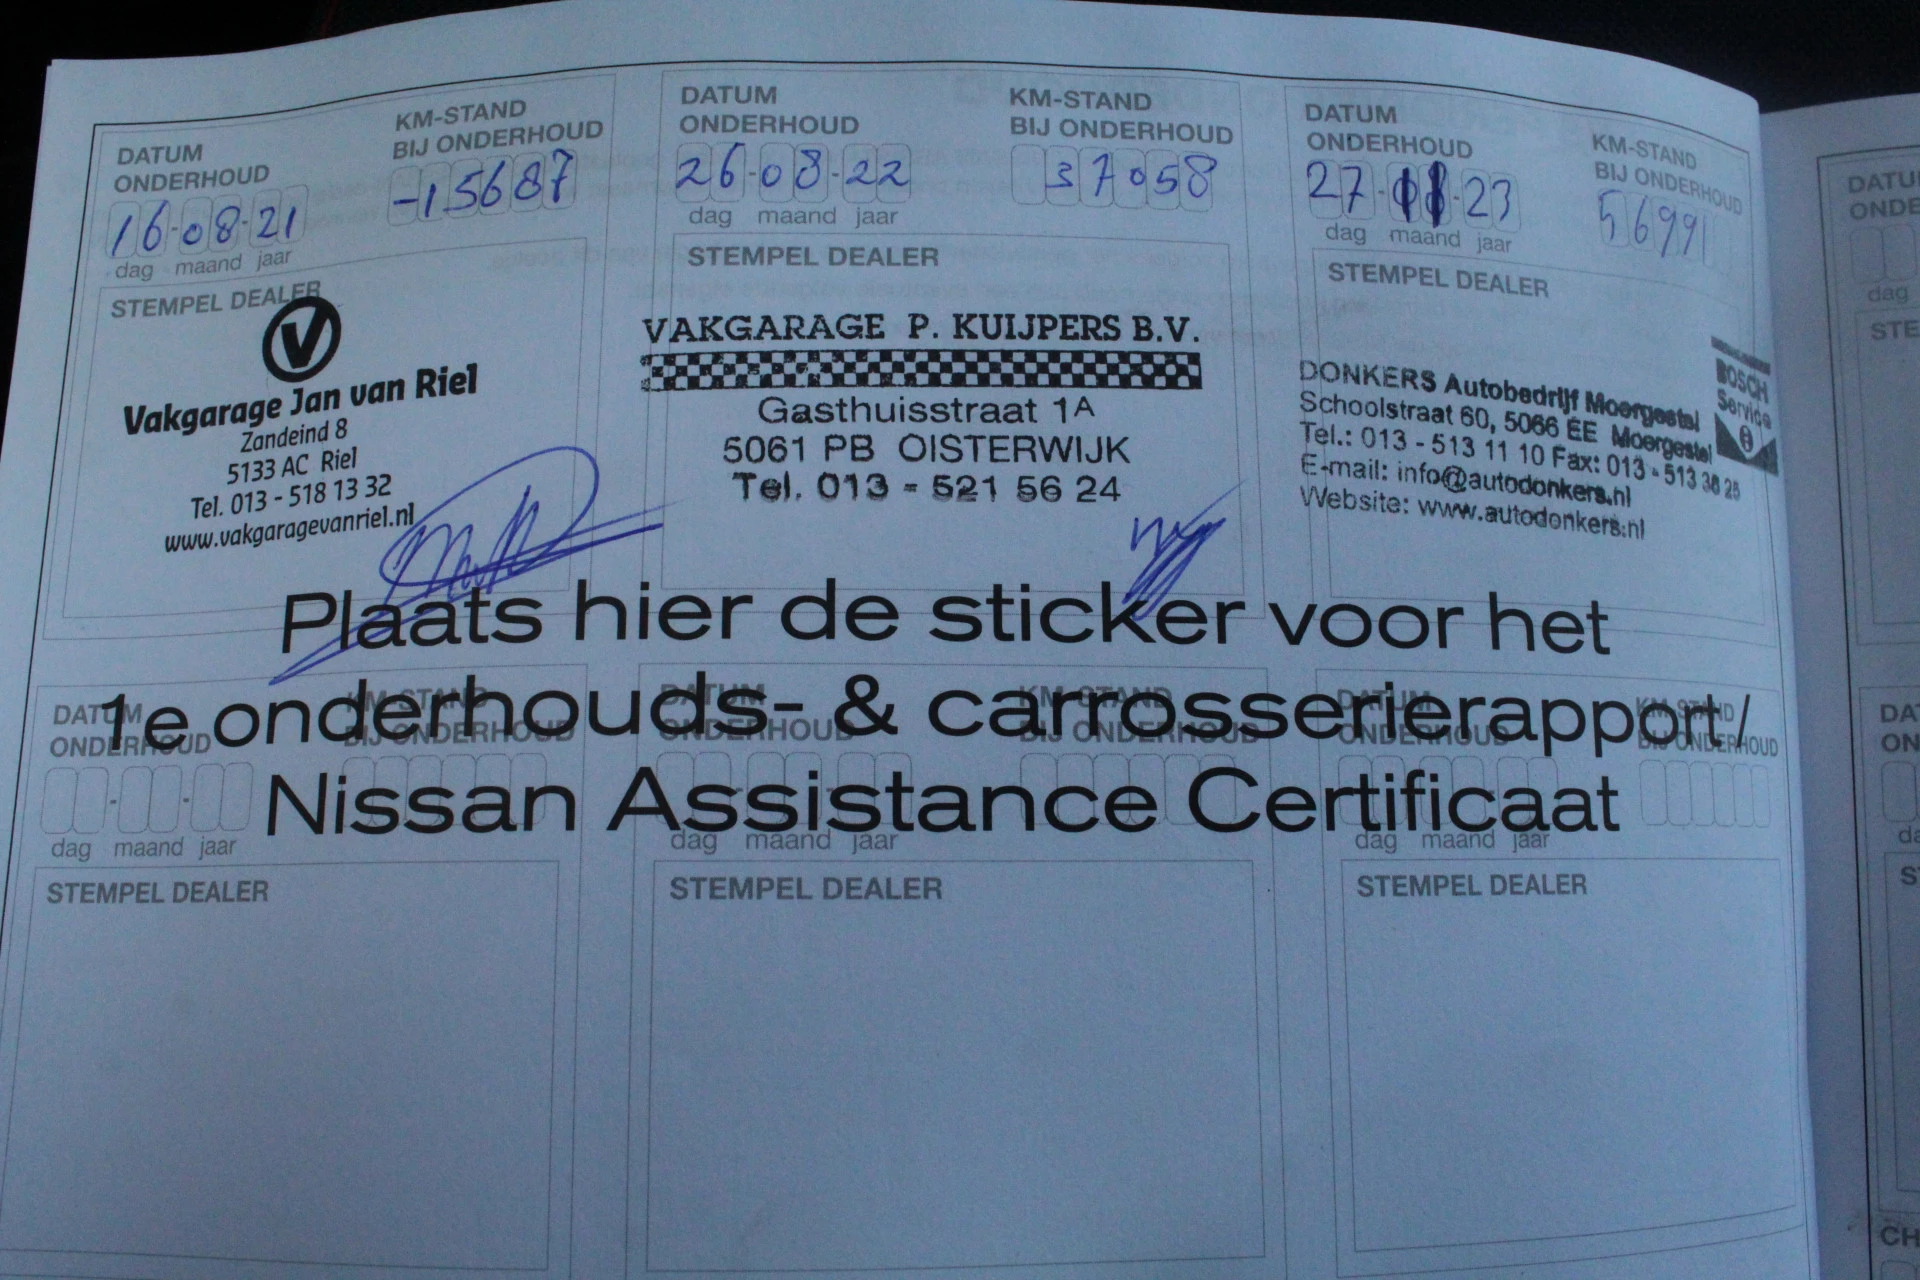 DATUM ONDERHOUD
16-08-21
dag maand jaar
KM-STAND BIJ ONDERHOUD
-15687
STEMPEL DEALER
Vakgarage Jan van Riel
Zandeind 8
5133 AC Riel
Tel. 013 - 518 13 32
www.vakgaragevanriel.nl
DATUM ONDERHOUD
26-08-22
dag maand jaar
KM-STAND BIJ ONDERHOUD
37058
STEMPEL DEALER
VAKGARAGE P. KUIJPERS B.V.
Gasthuisstraat 1A
5061 PB OISTERWIJK
Tel. 013 - 521 56 24
DATUM ONDERHOUD
27- -23
dag maand jaar
KM-STAND BIJ ONDERHOUD
56991
STEMPEL DEALER
DONKERS Autobedrijf Moergestel
Schoolstraat 60, 5066 EE Moergestel
Tel.: 013 - 513 11 10 Fax: 013 - 513 38 25
E-mail: info@autodonkers.nl
Website: www.autodonkers.nl
BOSCH
Service
Plaats hier de sticker voor het
1e onderhouds- & carrosserierapport/
Nissan Assistance Certificaat
DATUM ONDERHOUD
KM-STAND BIJ ONDERHOUD
dag maand jaar
STEMPEL DEALER
DATUM ONDERHOUD
KM-STAND BIJ ONDERHOUD
dag maand jaar
STEMPEL DEALER
DATUM ONDERHOUD
KM-STAND BIJ ONDERHOUD
dag maand jaar
STEMPEL DEALER